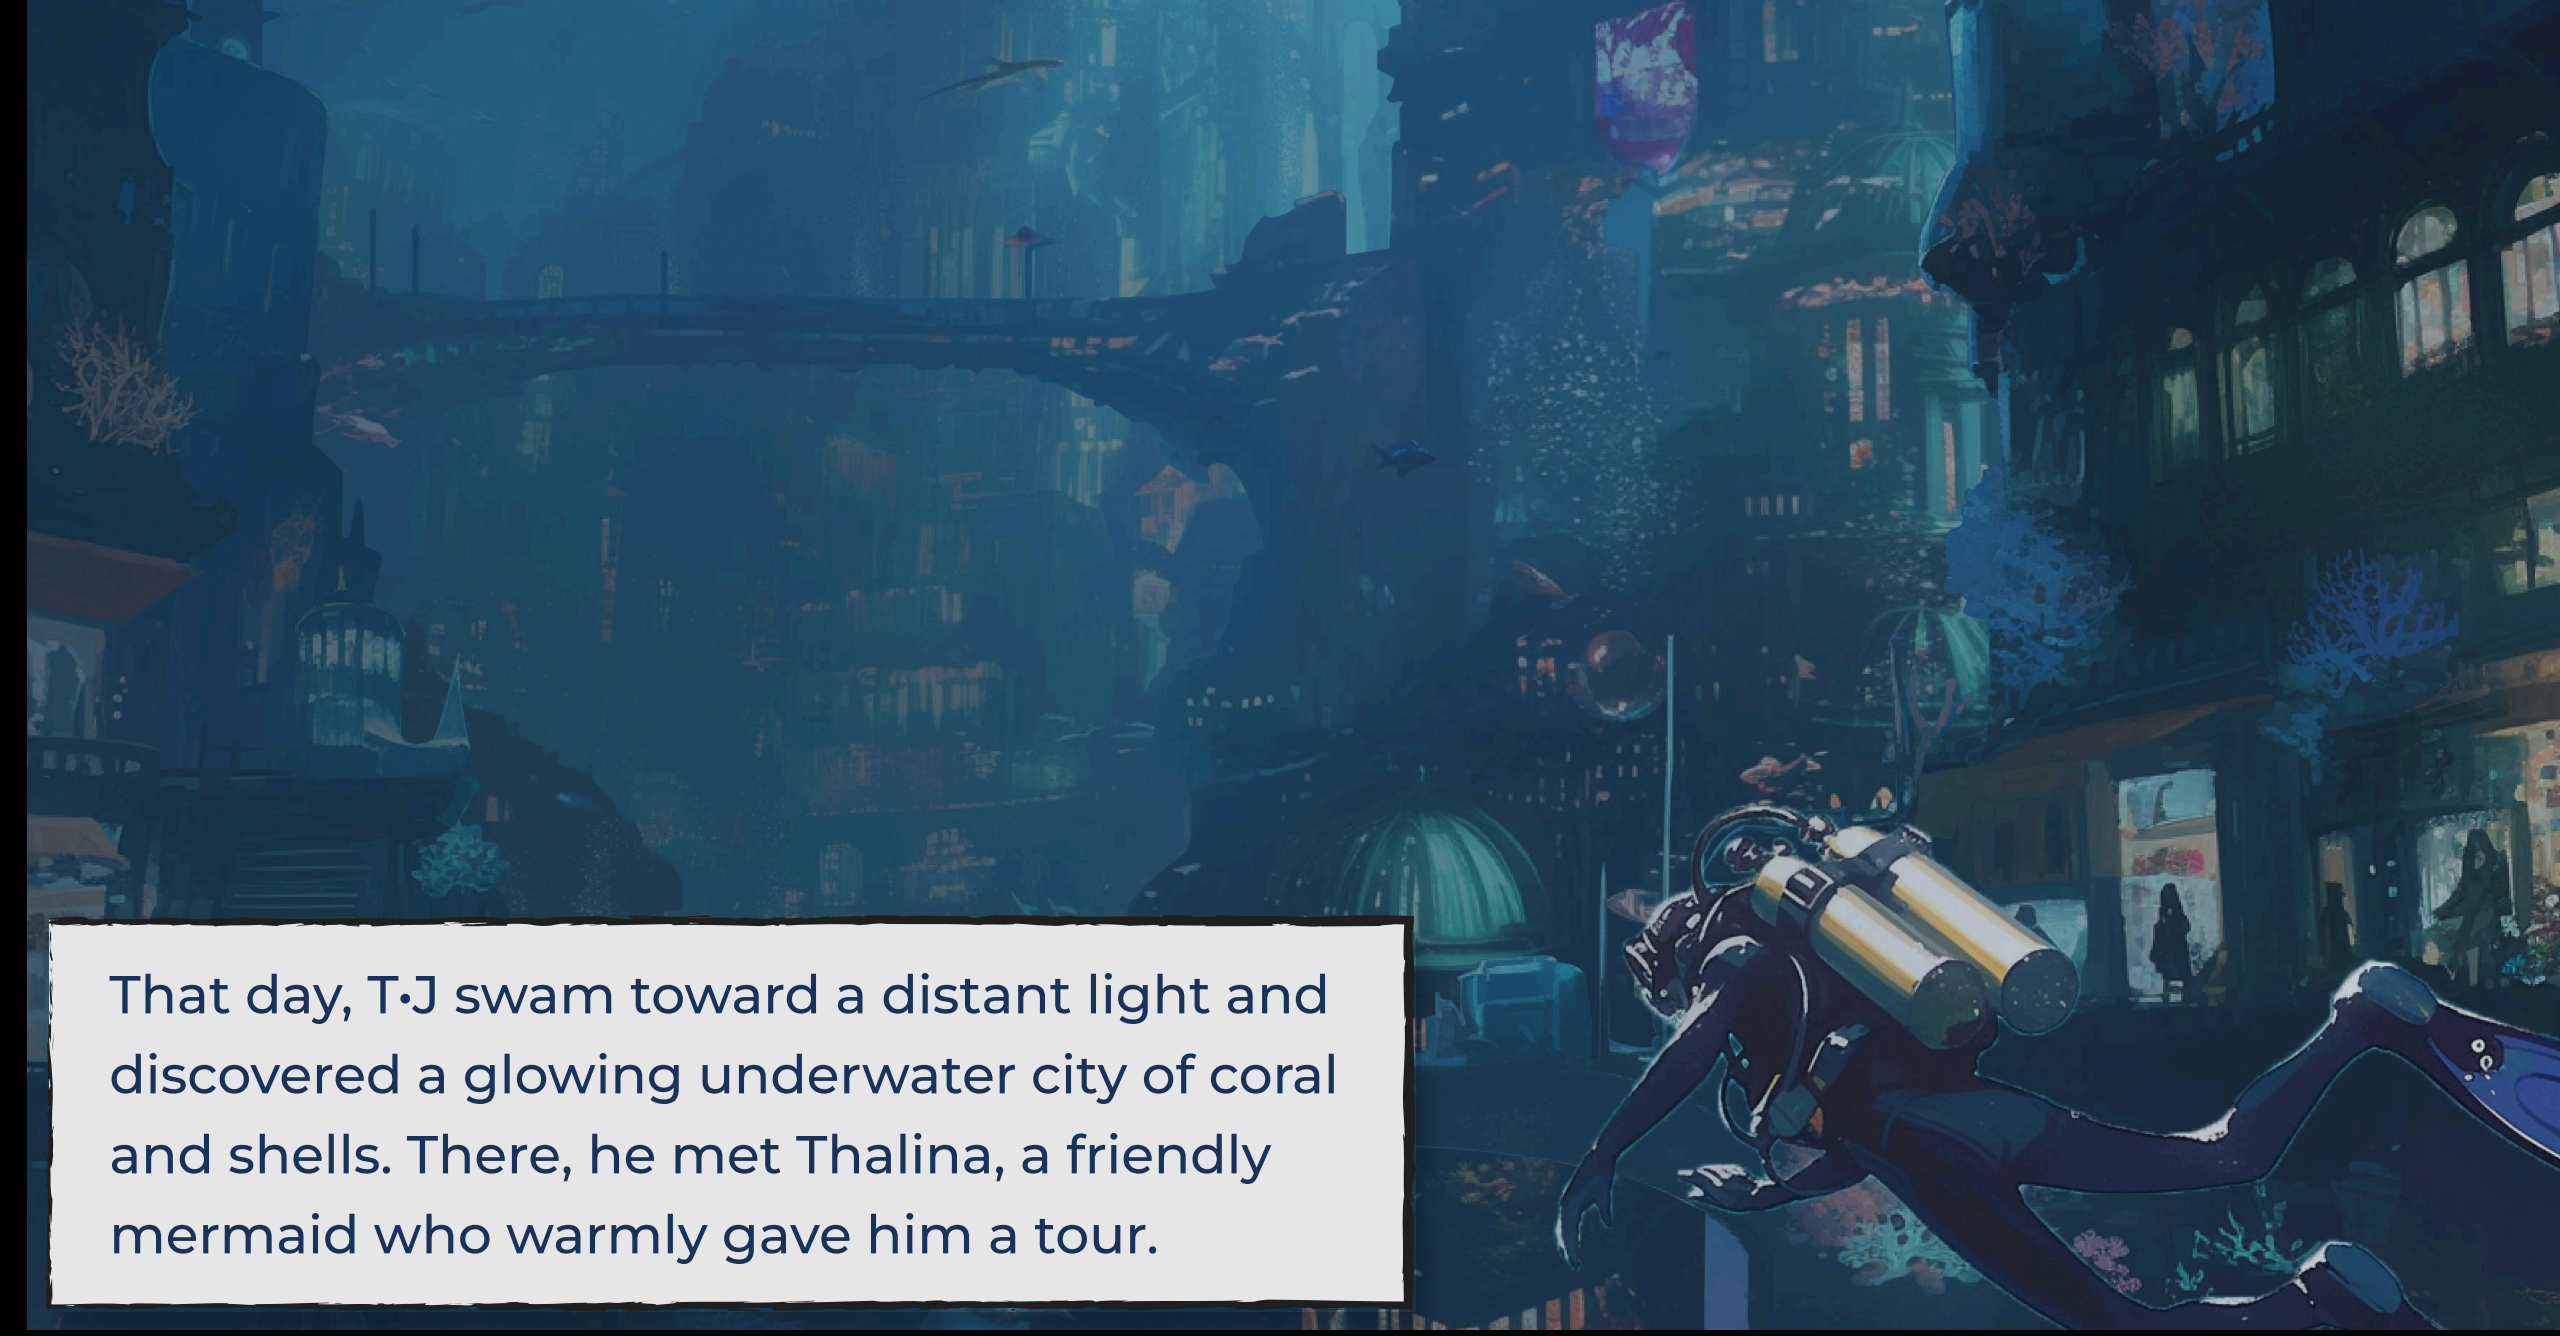 That day, T•J swam toward a distant light and
discovered a glowing underwater city of coral
and shells. There, he met Thalina, a friendly
mermaid who warmly gave him a tour.